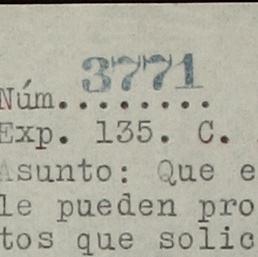 3771
Núm.........
Exp. 135. C.
Asunto: Que e
le pueden pro
tos que solic